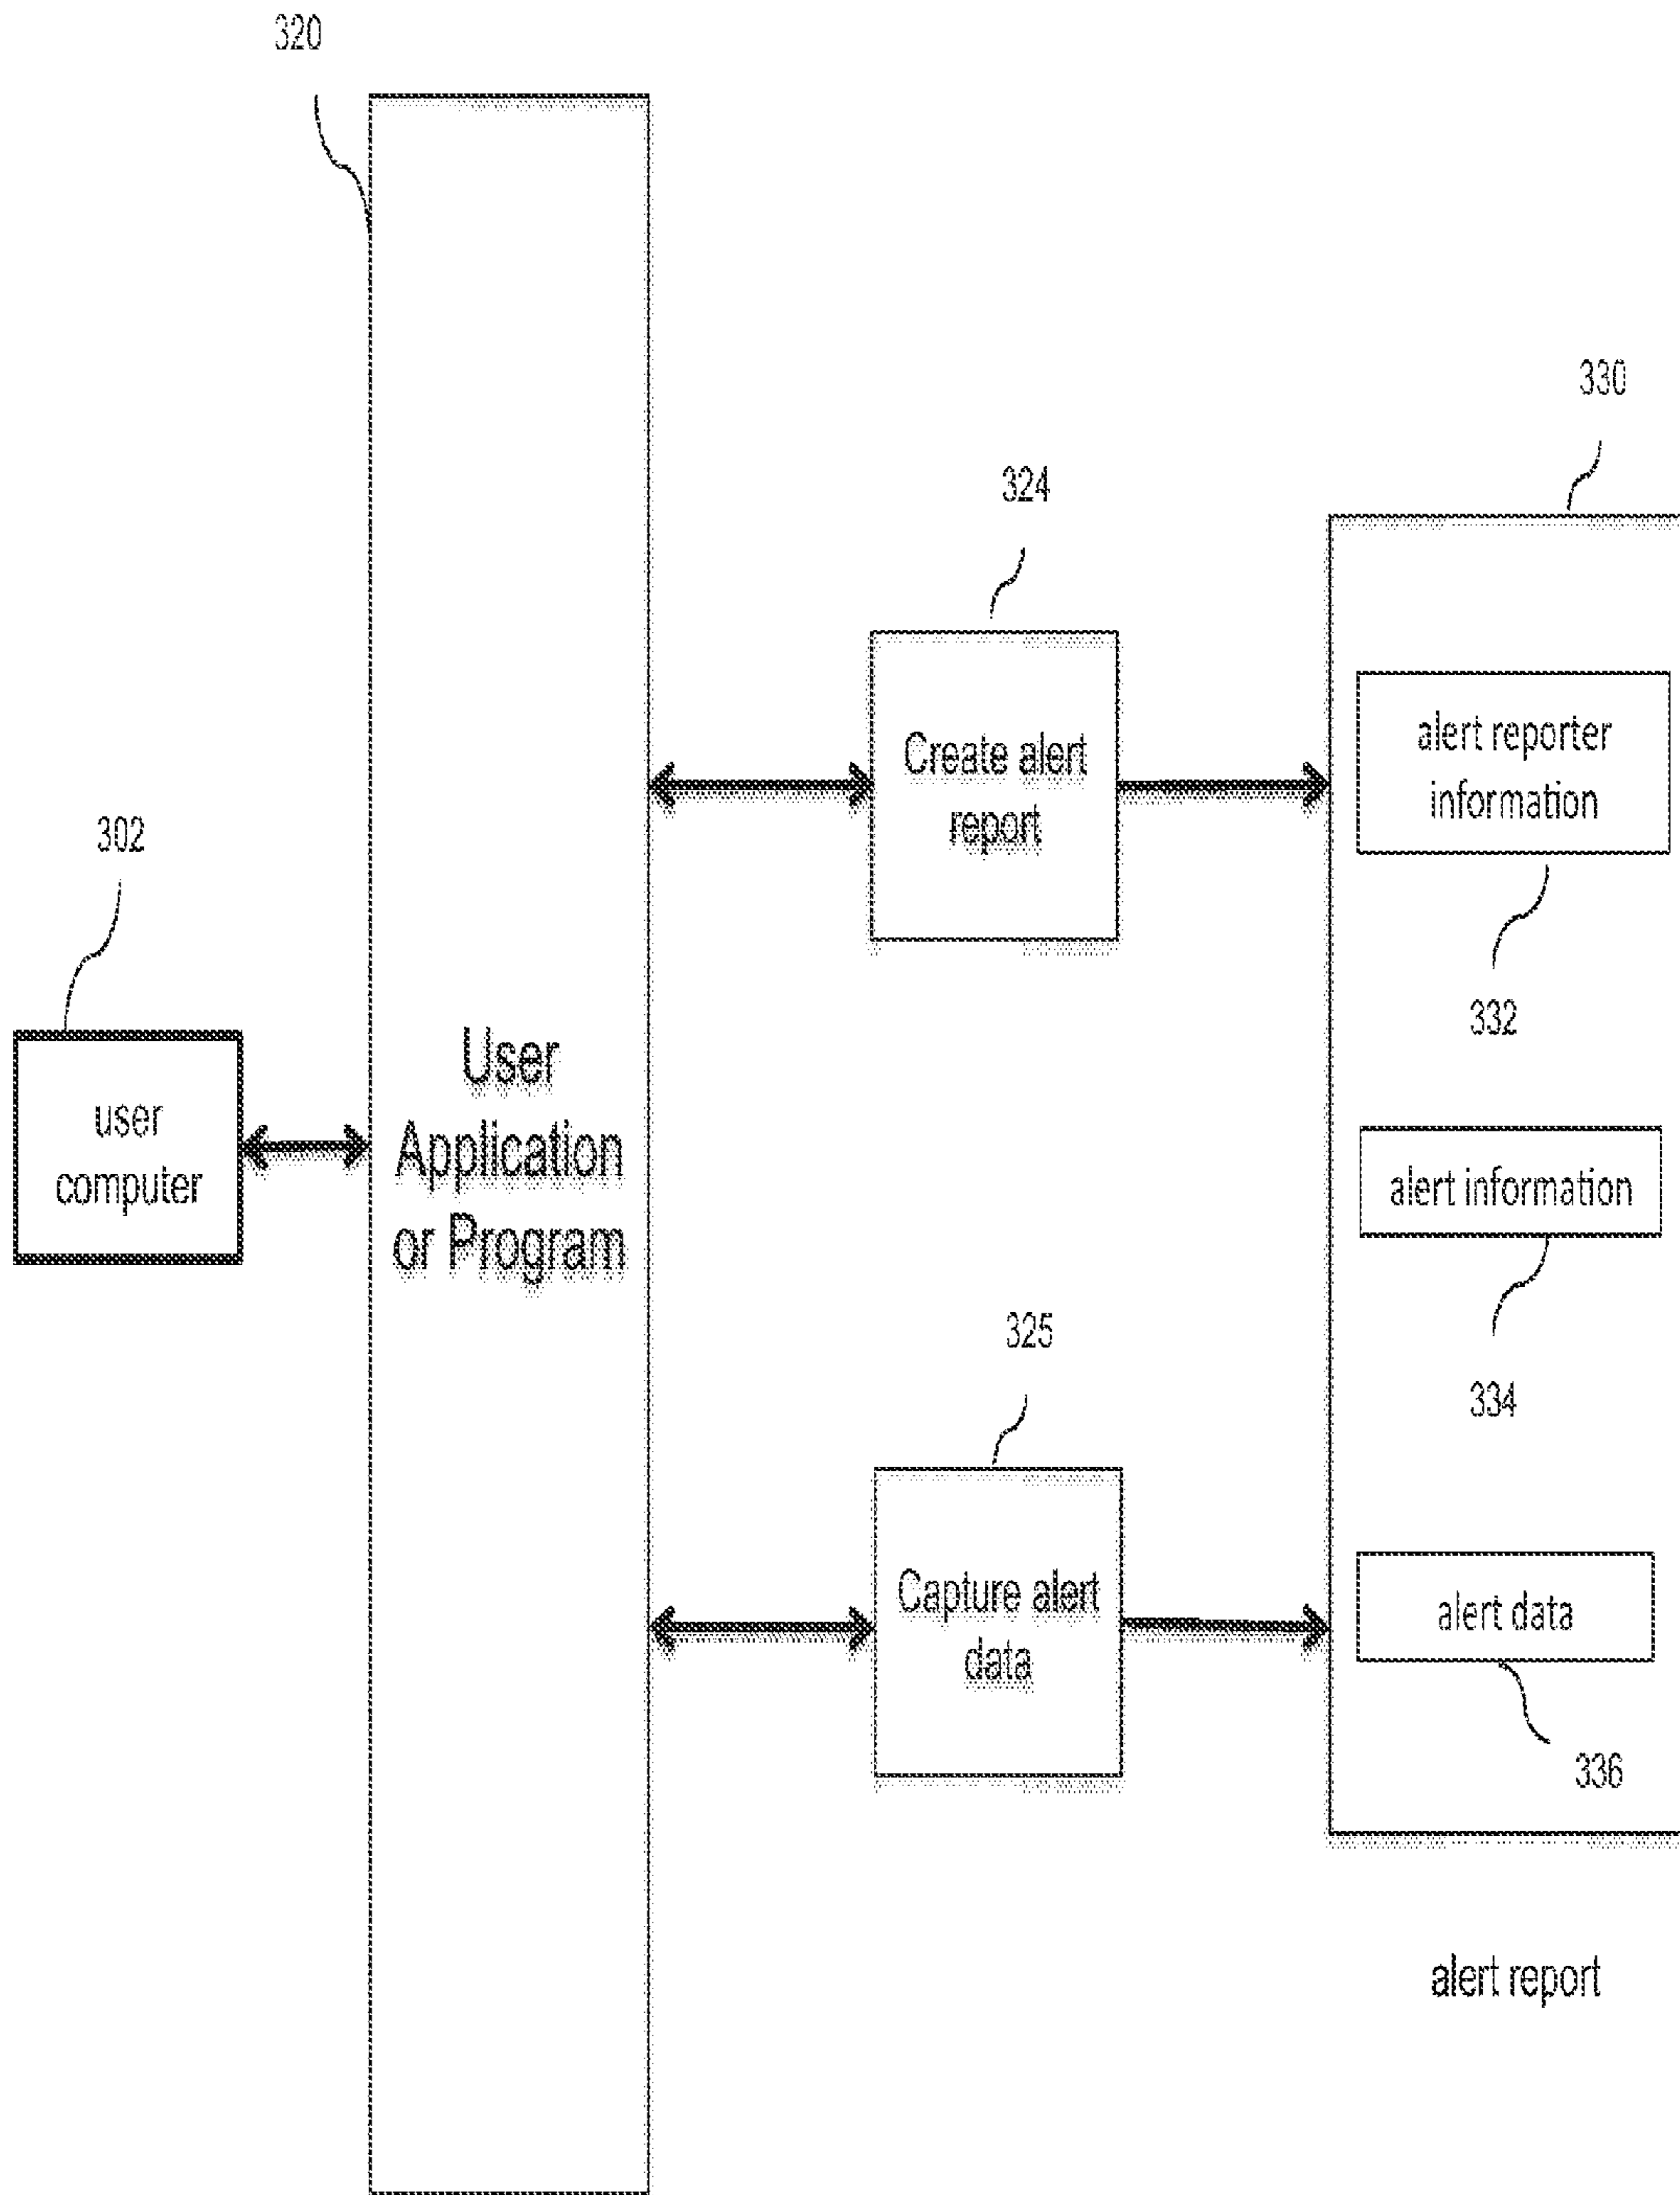 320
330
324
Create alert
report
alert reporter
information
332
302
user
computer
User
Application
or Program
alert information
334
325
Capture alert
data
alert data
336
alert report